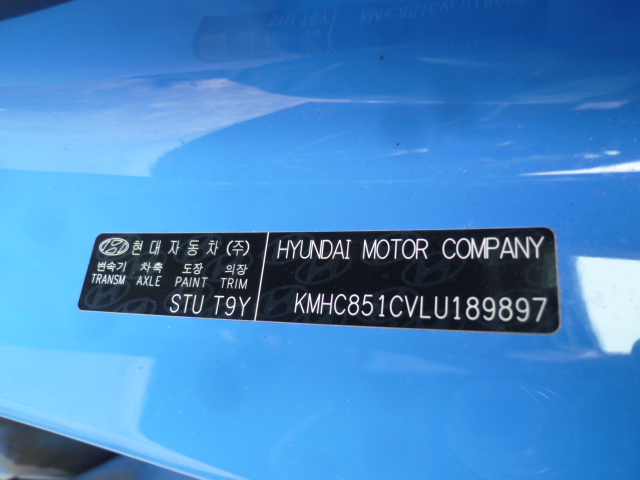 현대자동차(주)
변속기 차축 도장 의장
TRANSM AXLE PAINT TRIM
STU T9Y
HYUNDAI MOTOR COMPANY
KMHC851CVLU189897